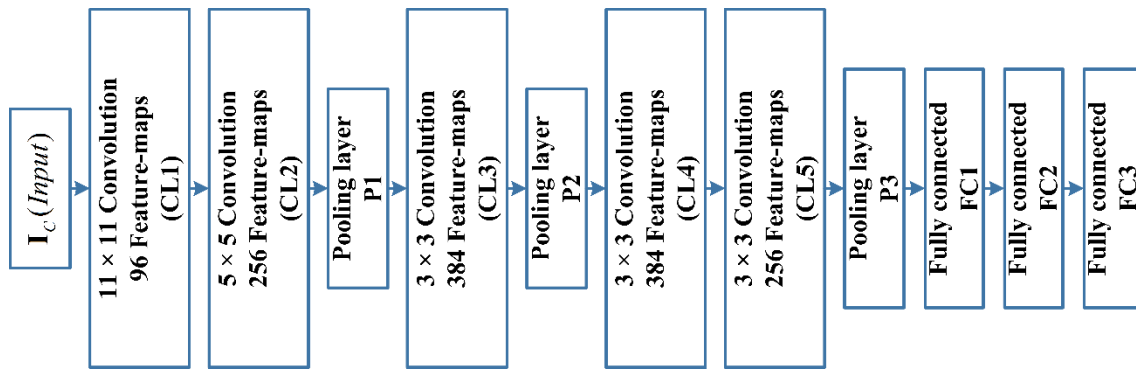 I_C (Input)
11 × 11 Convolution
96 Feature-maps
(CL1)
5 × 5 Convolution
256 Feature-maps
(CL2)
Pooling layer
P1
3 × 3 Convolution
384 Feature-maps
(CL3)
Pooling layer
P2
3 × 3 Convolution
384 Feature-maps
(CL4)
3 × 3 Convolution
256 Feature-maps
(CL5)
Pooling layer
P3
Fully connected
FC1
Fully connected
FC2
Fully connected
FC3